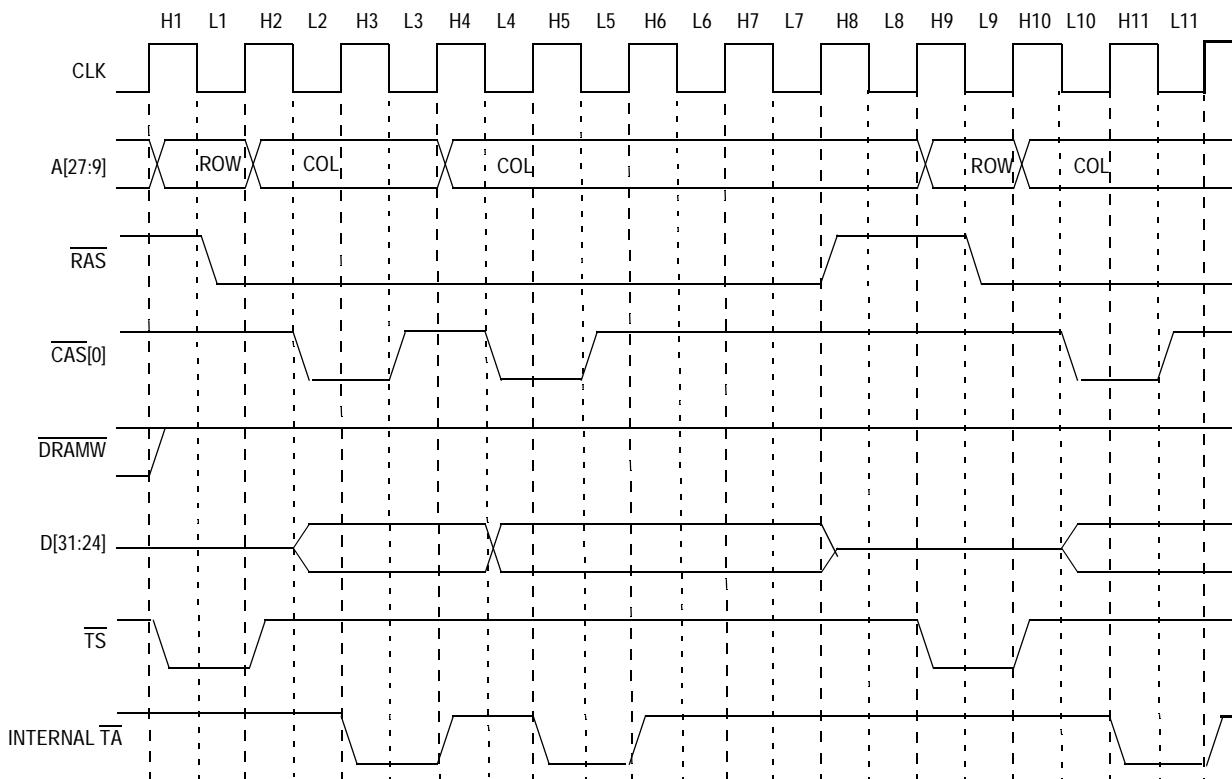 H1 L1 H2 L2 H3 L3 H4 L4 H5 L5 H6 L6 H7 L7 H8 L8 H9 L9 H10 L10 H11 L11
CLK
A[27:9] ROW COL COL ROW COL
RAS
CAS[0]
DRAMW
D[31:24]
TS
INTERNAL TA